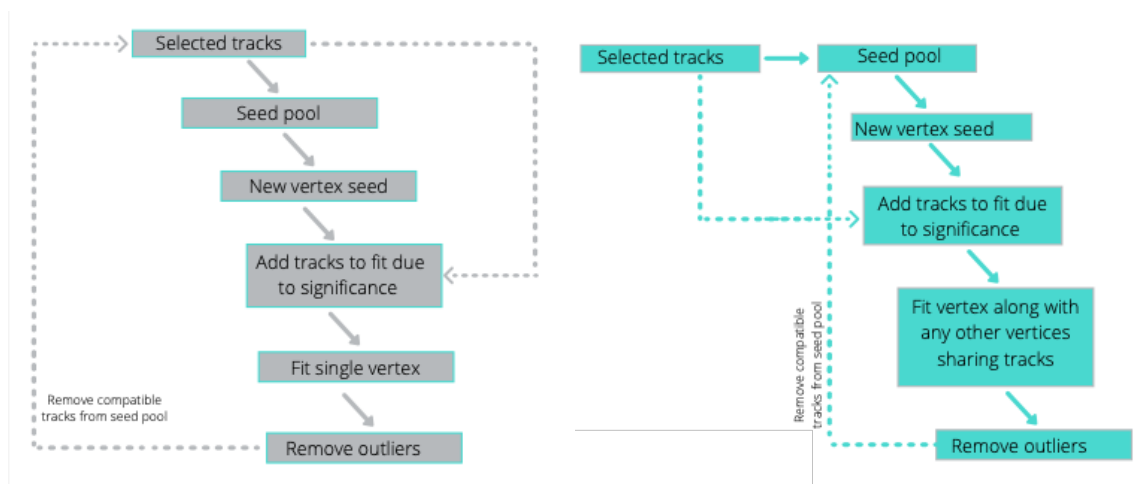 Selected tracks
Seed pool
New vertex seed
Add tracks to fit due
to significance
Fit single vertex
Remove compatible
tracks from seed pool
Remove outliers
Selected tracks
Seed pool
New vertex seed
Add tracks to fit due
to significance
Fit vertex along with
any other vertices
sharing tracks
Remove compatible
tracks from seed pool
Remove outliers